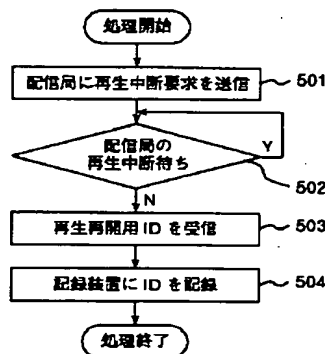 処理開始
配信局に再生中断要求を送信
501
配信局の
再生中断待ち
Y
502
N
再生再開用IDを受信
503
記録装置にIDを記録
504
処理終了